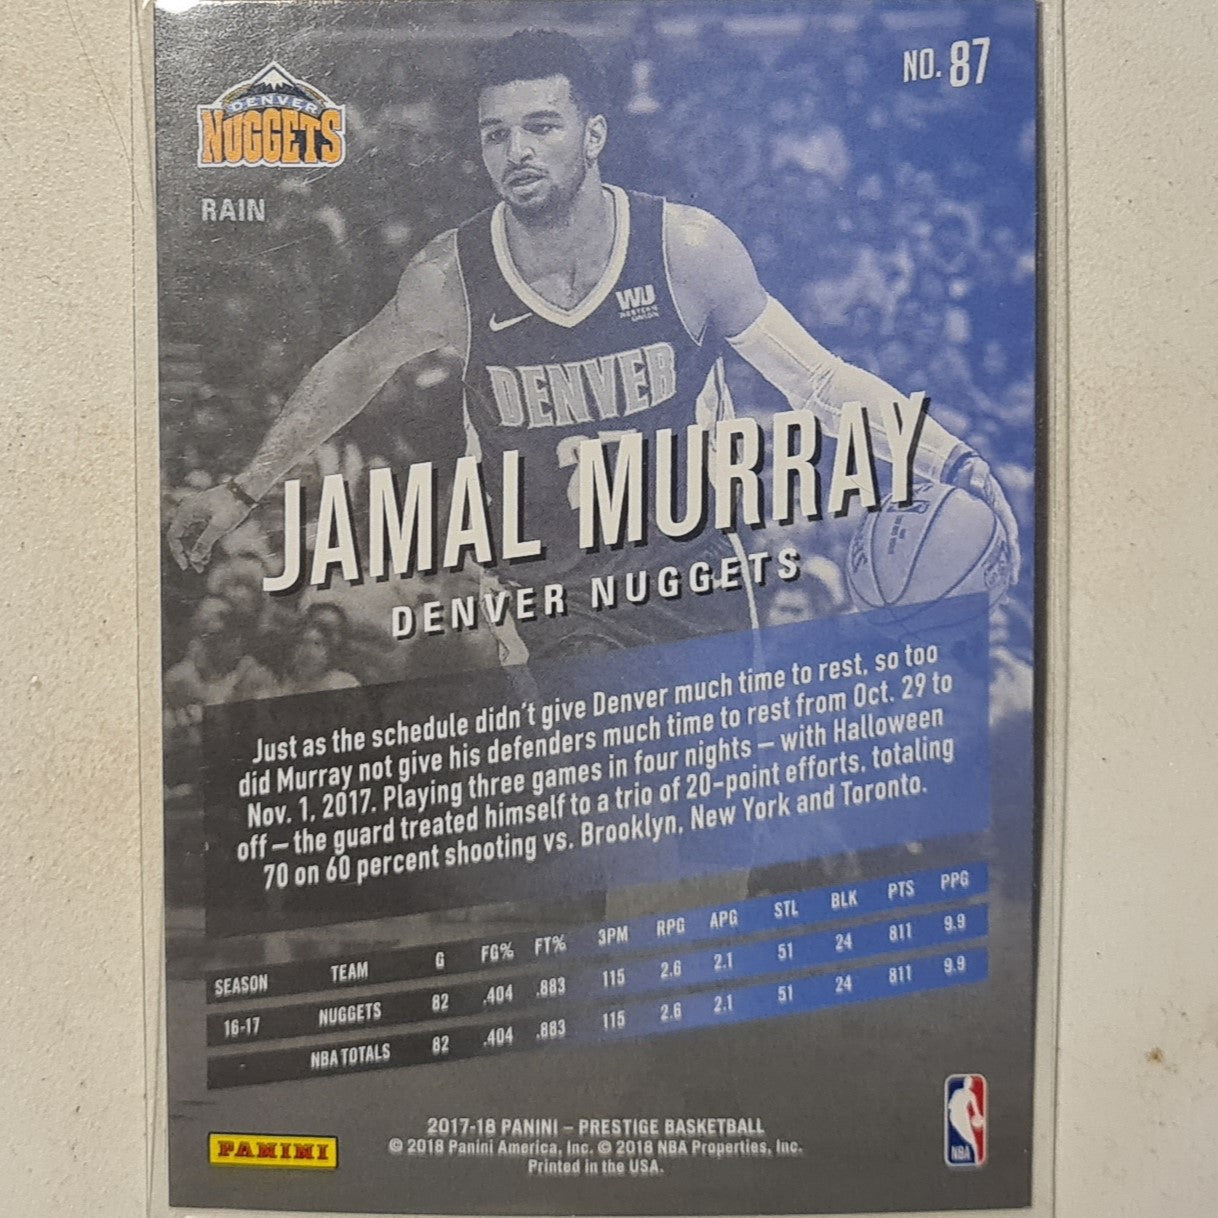 NO. 87
DENVER
NUGGETS
RAIN
WU
WESTERN
UNION
DENVER
JAMAL MURRAY
DENVER NUGGETS
Just as the schedule didn't give Denver much time to rest, so too
did Murray not give his defenders much time to rest from Oct. 29 to
Nov. 1, 2017. Playing three games in four nights – with Halloween
off – the guard treated himself to a trio of 20-point efforts, totaling
70 on 60 percent shooting vs. Brooklyn, New York and Toronto.
SEASON TEAM G FG% FT% 3PM RPG APG STL BLK PTS PPG
16-17 NUGGETS 82 .404 .883 115 2.6 2.1 51 24 811 9.9
NBA TOTALS 82 .404 .883 115 2.6 2.1 51 24 811 9.9
2017-18 PANINI – PRESTIGE BASKETBALL
© 2018 Panini America, Inc. © 2018 NBA Properties, Inc.
Printed in the USA.
PANINI
NBA